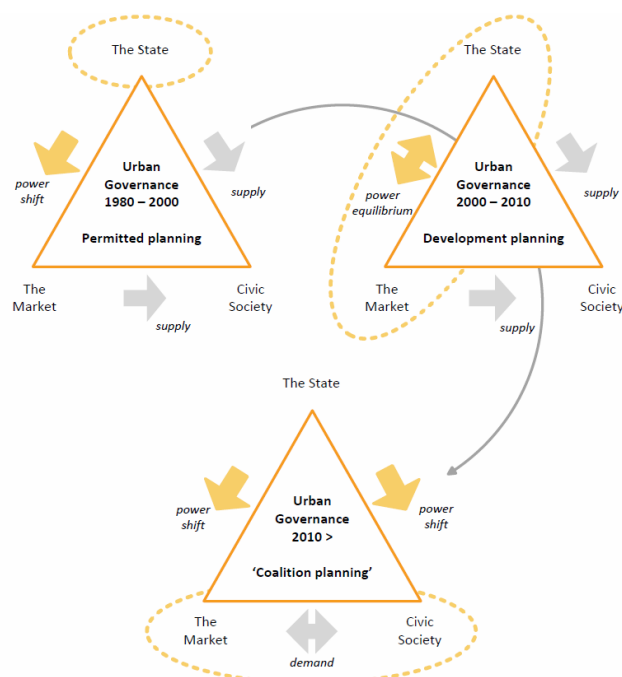 The State
Urban
Governance
1980 – 2000
Permitted planning
power
shift
supply
The
Market
Civic
Society
supply
The State
Urban
Governance
2000 – 2010
Development planning
power
equilibrium
supply
The
Market
Civic
Society
supply
The State
Urban
Governance
2010 >
‘Coalition planning’
power
shift
power
shift
The
Market
Civic
Society
demand